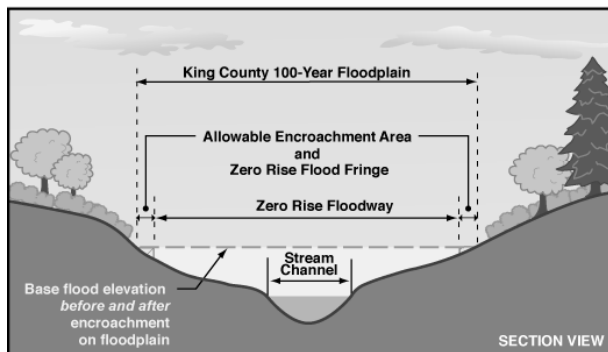 King County 100-Year Floodplain
Allowable Encroachment Area
and
Zero Rise Flood Fringe
Zero Rise Floodway
Stream
Channel
Base flood elevation
before and after
encroachment
on floodplain
SECTION VIEW